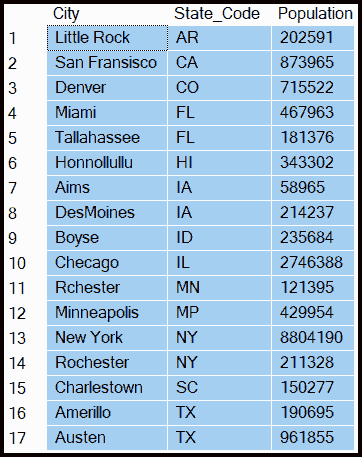 City State_Code Population
1 Little Rock AR 202591
2 San Fransisco CA 873965
3 Denver CO 715522
4 Miami FL 467963
5 Tallahassee FL 181376
6 Honnollullu HI 343302
7 Aims IA 58965
8 DesMoines IA 214237
9 Boyse ID 235684
10 Checago IL 2746388
11 Rchester MN 121395
12 Minneapolis MP 429954
13 New York NY 8804190
14 Rochester NY 211328
15 Charlestown SC 150277
16 Amerillo TX 190695
17 Austen TX 961855